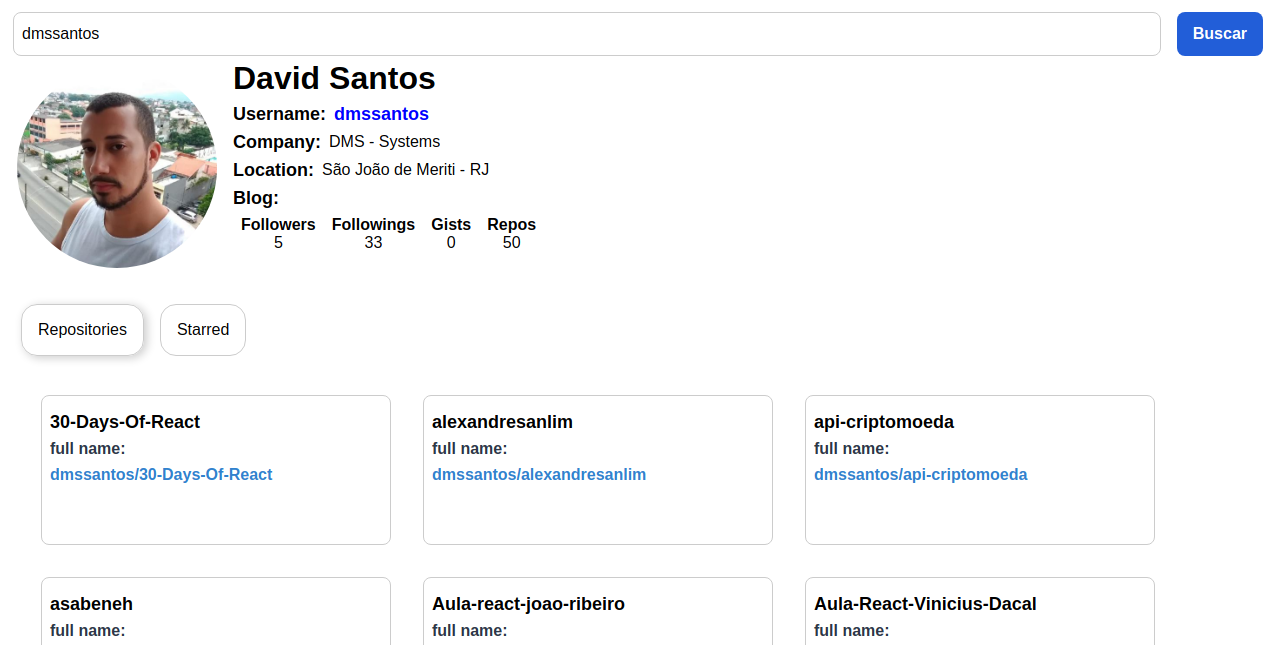 dmssantos Buscar
David Santos
Username: dmssantos
Company: DMS - Systems
Location: São João de Meriti - RJ
Blog:
Followers Followings Gists Repos
5 33 0 50
Repositories Starred
30-Days-Of-React alexandresanlim api-criptomoeda
full name: full name: full name:
dmssantos/30-Days-Of-React dmssantos/alexandresanlim dmssantos/api-criptomoeda
asabeneh Aula-react-joao-ribeiro Aula-React-Vinicius-Dacal
full name: full name: full name: